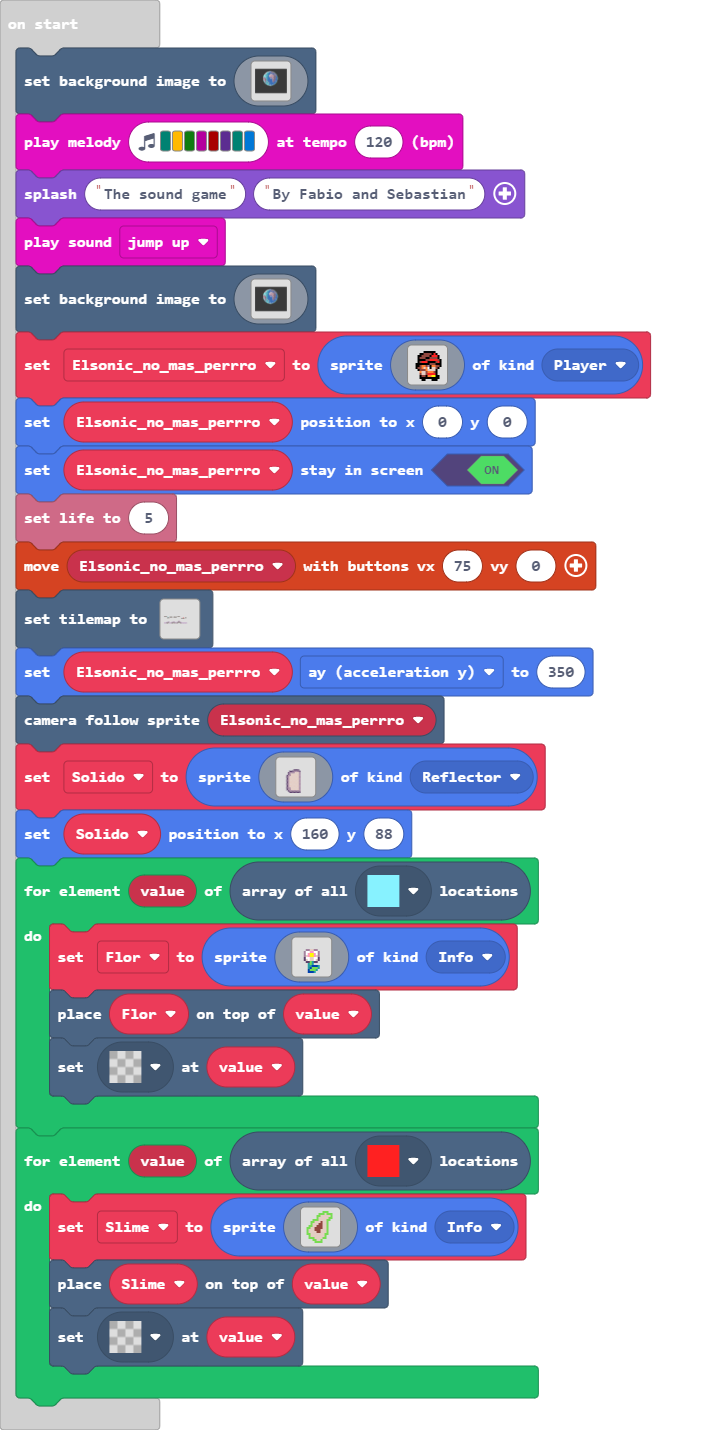 on start
set background image to
play melody at tempo 120 (bpm)
splash "The sound game" "By Fabio and Sebastian"
play sound jump up
set background image to
set Elsonic_no_mas_perrro to sprite of kind Player
set Elsonic_no_mas_perrro position to x 0 y 0
set Elsonic_no_mas_perrro stay in screen ON
set life to 5
move Elsonic_no_mas_perrro with buttons vx 75 vy 0
set tilemap to
set Elsonic_no_mas_perrro ay (acceleration y) to 350
camera follow sprite Elsonic_no_mas_perrro
set Solido to sprite of kind Reflector
set Solido position to x 160 y 88
for element value of array of all locations
do
set Flor to sprite of kind Info
place Flor on top of value
set at value
for element value of array of all locations
do
set Slime to sprite of kind Info
place Slime on top of value
set at value